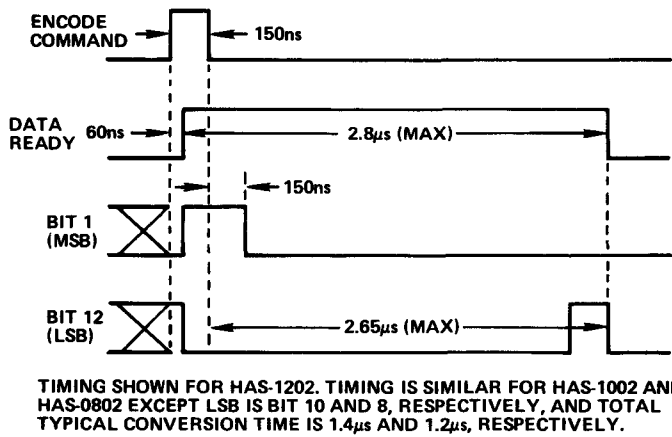 ENCODE
COMMAND
150ns
DATA
READY
60ns
2.8µs (MAX)
150ns
BIT 1
(MSB)
BIT 12
(LSB)
2.65µs (MAX)
TIMING SHOWN FOR HAS-1202. TIMING IS SIMILAR FOR HAS-1002 AN
HAS-0802 EXCEPT LSB IS BIT 10 AND 8, RESPECTIVELY, AND TOTAL
TYPICAL CONVERSION TIME IS 1.4µs AND 1.2µs, RESPECTIVELY.